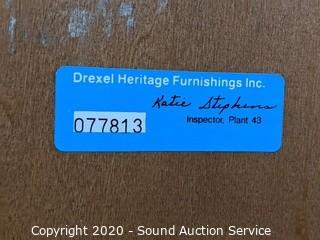 Drexel Heritage Furnishings Inc.
Katie Stephens
077813
Inspector, Plant 43
Copyright 2020 - Sound Auction Service